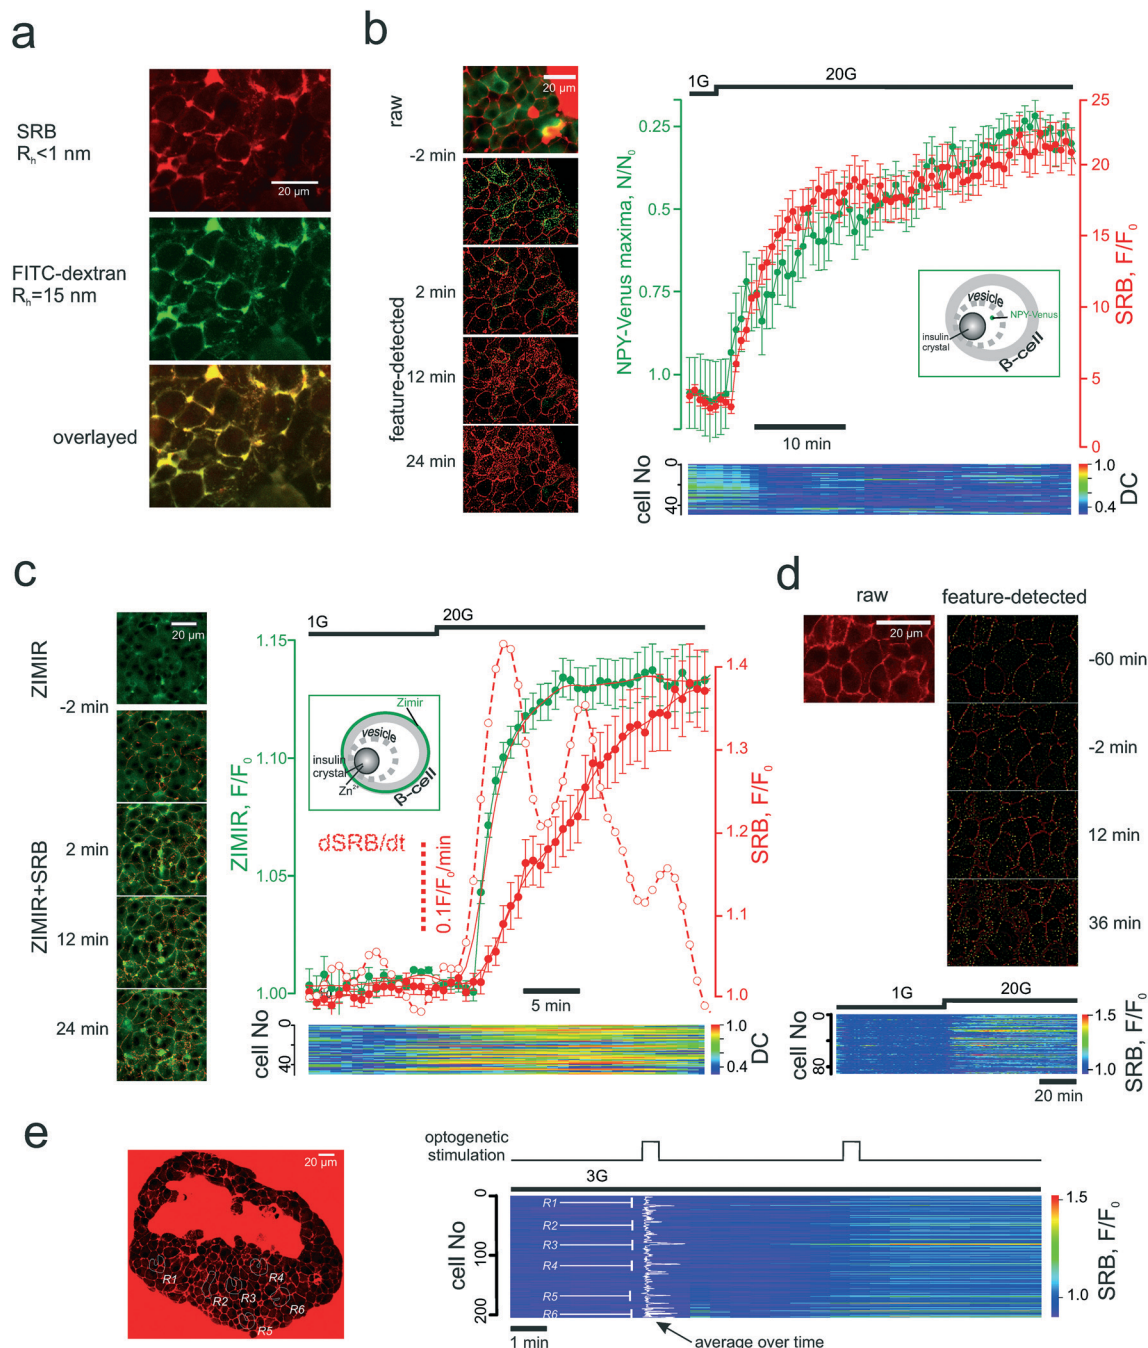 a
SRB
Rh<1 nm
20 µm
FITC-dextran
Rh=15 nm
overlayed
b
raw
20 µm
-2 min
2 min
12 min
24 min
feature-detected
1G
20G
NPY-Venus maxima, N/N0
0.25
0.5
0.75
1.0
25
20
15
10
5
0
SRB, F/F0
vesicle
NPY-Venus
insulin
crystal
β-cell
10 min
cell No
0
40
1.0
0.4
DC
c
ZIMIR
20 µm
-2 min
ZIMIR+SRB
2 min
12 min
24 min
1G
20G
ZIMIR, F/F0
1.15
1.10
1.05
1.00
Zimir
vesicle
insulin
crystal
Zn2+
β-cell
dSRB/dt
0.1F/F0/min
1.4
1.3
1.2
1.1
1.0
SRB, F/F0
5 min
cell No
0
40
1.0
0.4
DC
d
raw
feature-detected
20 µm
-60 min
-2 min
12 min
36 min
1G
20G
cell No
0
80
1.5
1.0
SRB, F/F0
20 min
e
20 µm
R1
R2
R3
R4
R5
R6
optogenetic
stimulation
3G
cell No
0
100
200
R1
R2
R3
R4
R5
R6
1.5
1.0
SRB, F/F0
1 min
average over time